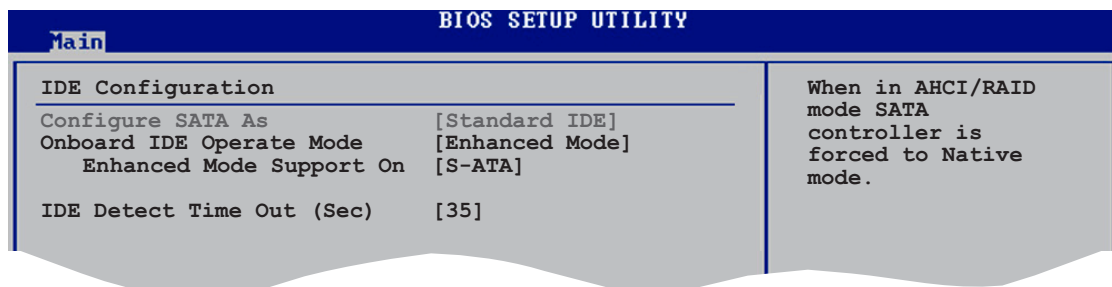 BIOS SETUP UTILITY
Main
IDE Configuration
Configure SATA As [Standard IDE]
Onboard IDE Operate Mode [Enhanced Mode]
Enhanced Mode Support On [S-ATA]
IDE Detect Time Out (Sec) [35]
When in AHCI/RAID
mode SATA
controller is
forced to Native
mode.